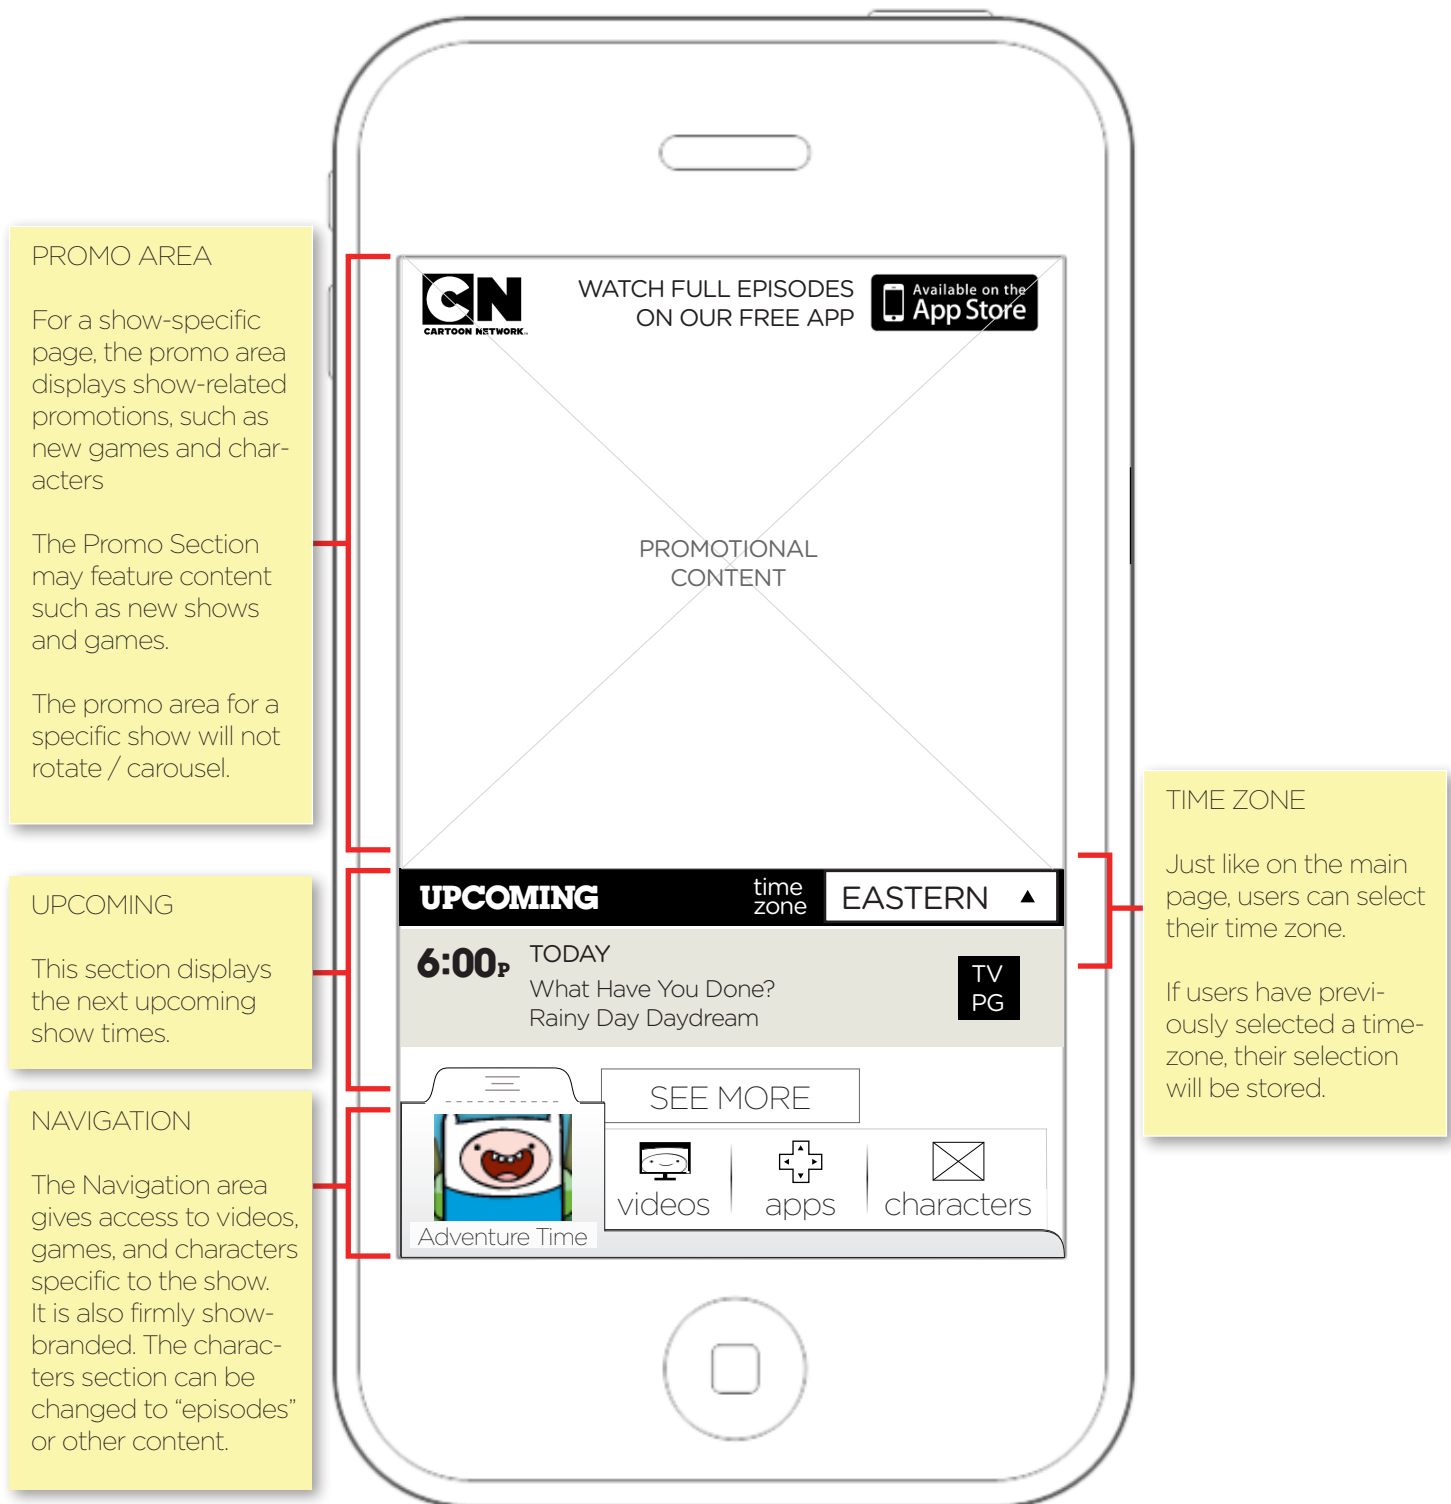 PROMO AREA
For a show-specific
page, the promo area
displays show-related
promotions, such as
new games and char-
acters
The Promo Section
may feature content
such as new shows
and games.
The promo area for a
specific show will not
rotate / carousel.
UPCOMING
This section displays
the next upcoming
show times.
NAVIGATION
The Navigation area
gives access to videos,
games, and characters
specific to the show.
It is also firmly show-
branded. The charac-
ters section can be
changed to “episodes”
or other content.
CN
CARTOON NETWORK™
WATCH FULL EPISODES
ON OUR FREE APP
Available on the
App Store
PROMOTIONAL
CONTENT
UPCOMING
time
zone
EASTERN
6:00P
TODAY
What Have You Done?
Rainy Day Daydream
TV
PG
SEE MORE
Adventure Time
videos
apps
characters
TIME ZONE
Just like on the main
page, users can select
their time zone.
If users have previ-
ously selected a time-
zone, their selection
will be stored.